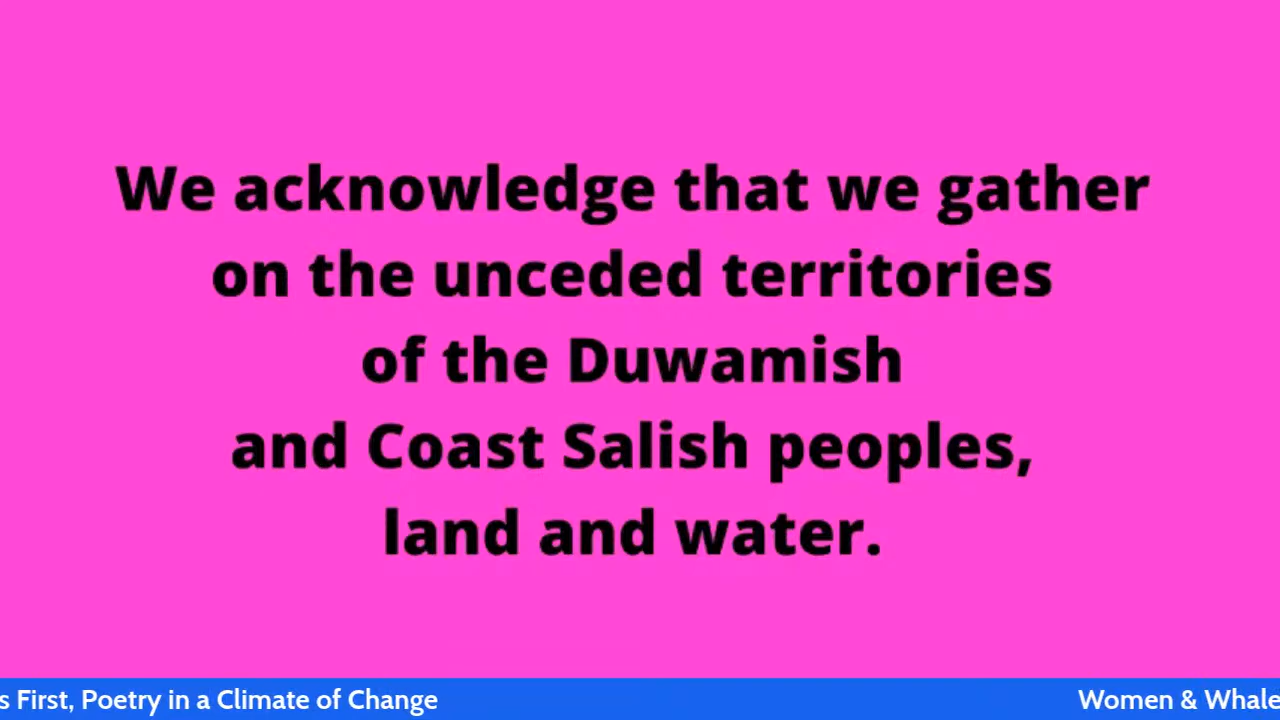 We acknowledge that we gather
on the unceded territories
of the Duwamish
and Coast Salish peoples,
land and water.
s First, Poetry in a Climate of Change Women & Whale